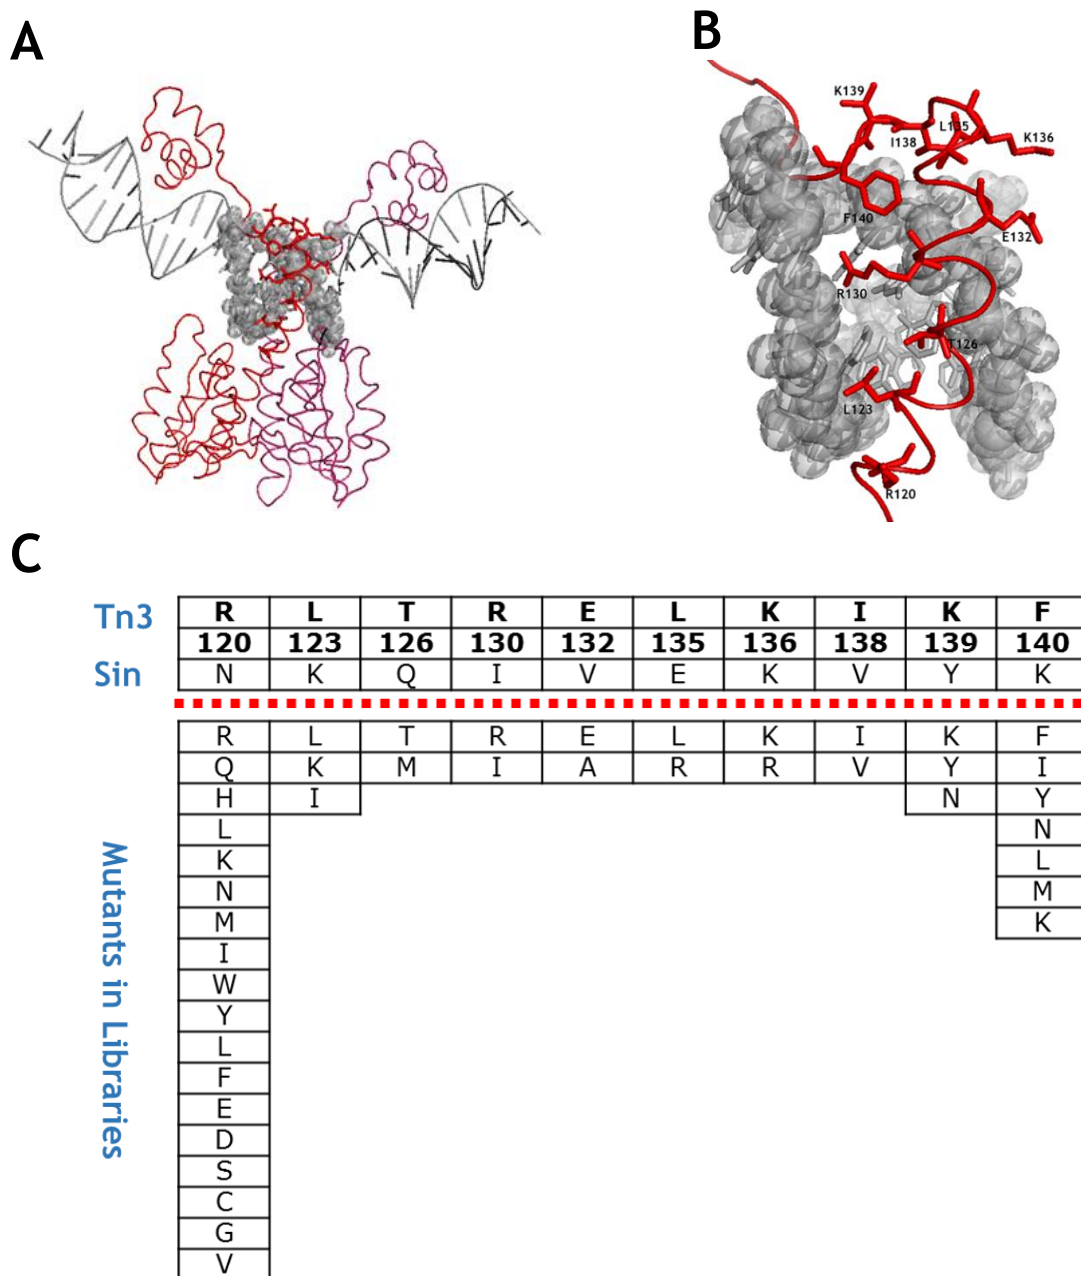 A
B
K139
L135
I138
K136
F140
E132
R130
T126
L123
R120
C
Tn3 R L T R E L K I K F
120 123 126 130 132 135 136 138 139 140
Sin N K Q I V E K V Y K
R L T R E L K I K F
Q K M I A R R V Y I
H I N Y
L N
K L
N M
M K
I
W
Y
L
F
E
D
S
C
G
V
Mutants in Libraries